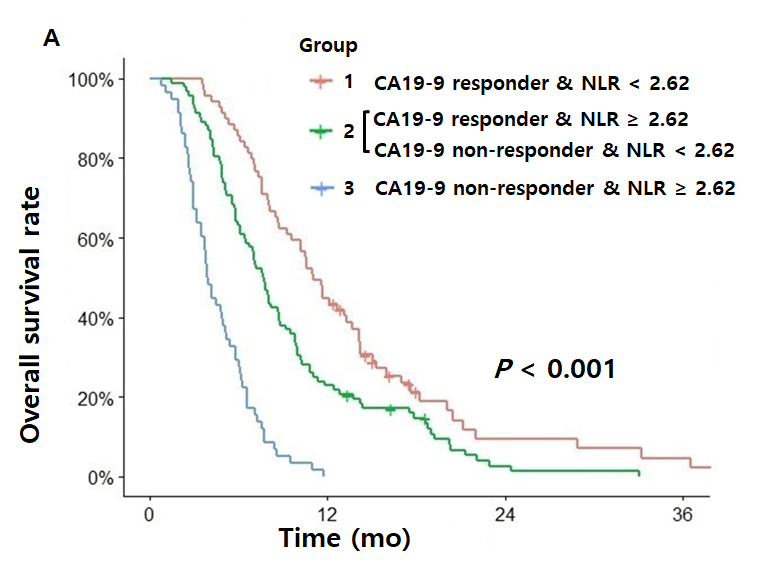 A
Group
1 CA19-9 responder & NLR < 2.62
2 CA19-9 responder & NLR ≥ 2.62
CA19-9 non-responder & NLR < 2.62
3 CA19-9 non-responder & NLR ≥ 2.62
Overall survival rate
100%
80%
60%
40%
20%
0%
P < 0.001
0 12 24 36
Time (mo)